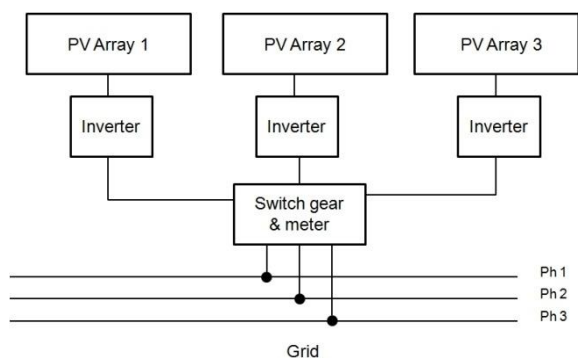 PV Array 1
PV Array 2
PV Array 3
Inverter
Inverter
Inverter
Switch gear
& meter
Ph 1
Ph 2
Ph 3
Grid